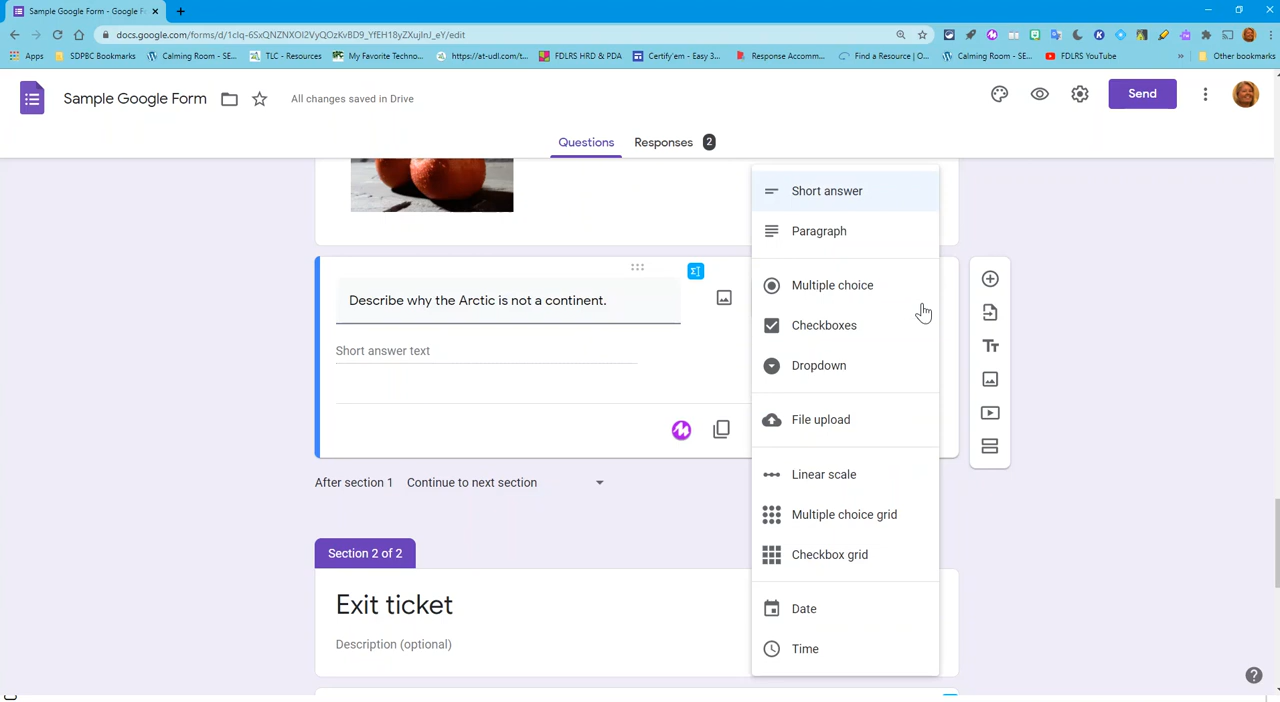 Sample Google Form - Google F
docs.google.com/forms/d/1clq-6SxQNZNXOI2VyQOzKvBD9_YfEH18yZXujInJ_eY/edit
Apps
SDPBC Bookmarks
Calming Room - SE...
TLC - Resources
My Favorite Techno...
https://at-udl.com/t...
FDLRS HRD & PDA
Certify'em - Easy 3...
Response Accomm...
Find a Resource | O...
Calming Room - SE...
FDLRS YouTube
»
Other bookmarks
Sample Google Form
All changes saved in Drive
Send
Questions
Responses
2
Short answer
Paragraph
Multiple choice
Checkboxes
Dropdown
File upload
Linear scale
Multiple choice grid
Checkbox grid
Date
Time
Describe why the Arctic is not a continent.
Short answer text
Tт
After section 1 Continue to next section
Section 2 of 2
Exit ticket
Description (optional)